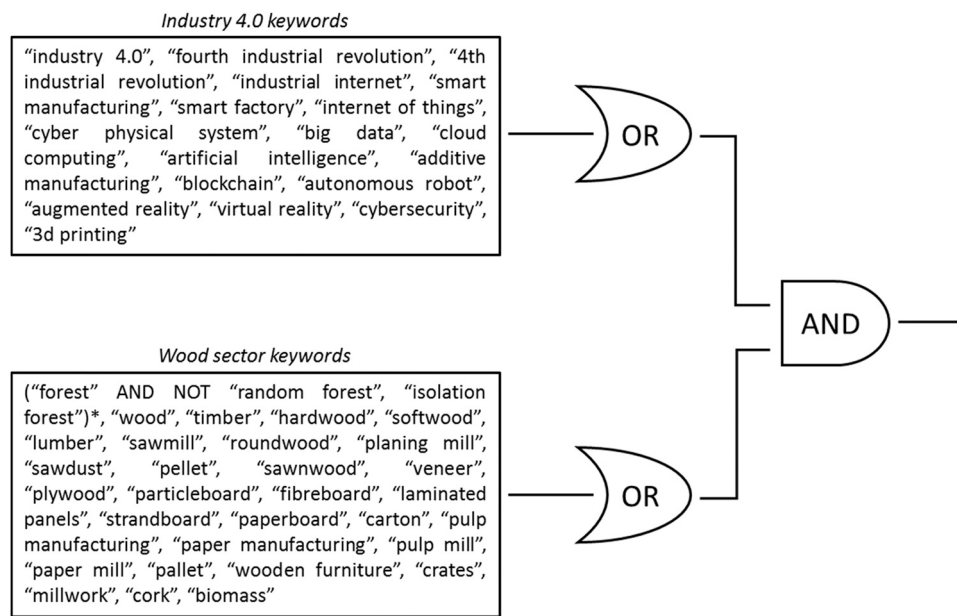 Industry 4.0 keywords
“industry 4.0”, “fourth industrial revolution”, “4th
industrial revolution”, “industrial internet”, “smart
manufacturing”, “smart factory”, “internet of things”,
“cyber physical system”, “big data”, “cloud
computing”, “artificial intelligence”, “additive
manufacturing”, “blockchain”, “autonomous robot”,
“augmented reality”, “virtual reality”, “cybersecurity”,
“3d printing”
OR
AND
Wood sector keywords
(“forest” AND NOT “random forest”, “isolation
forest”)*, “wood”, “timber”, “hardwood”, “softwood”,
“lumber”, “sawmill”, “roundwood”, “planing mill”,
“sawdust”, “pellet”, “sawnwood”, “veneer”,
“plywood”, “particleboard”, “fibreboard”, “laminated
panels”, “strandboard”, “paperboard”, “carton”, “pulp
manufacturing”, “paper manufacturing”, “pulp mill”,
“paper mill”, “pallet”, “wooden furniture”, “crates”,
“millwork”, “cork”, “biomass”
OR